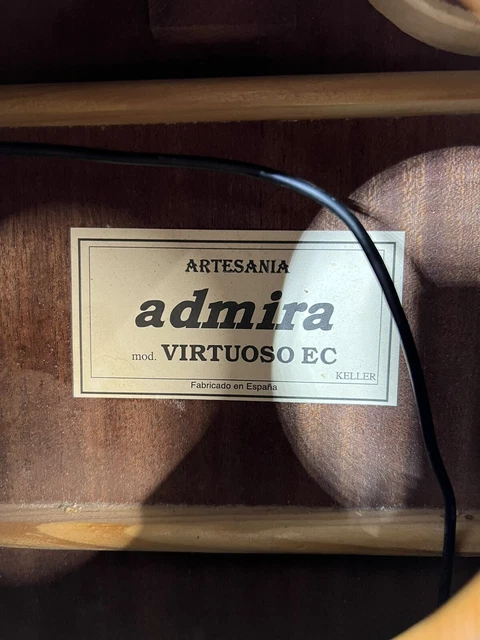 ARTESANIA
admira
mod. VIRTUOSO EC
KELLER
Fabricado en España